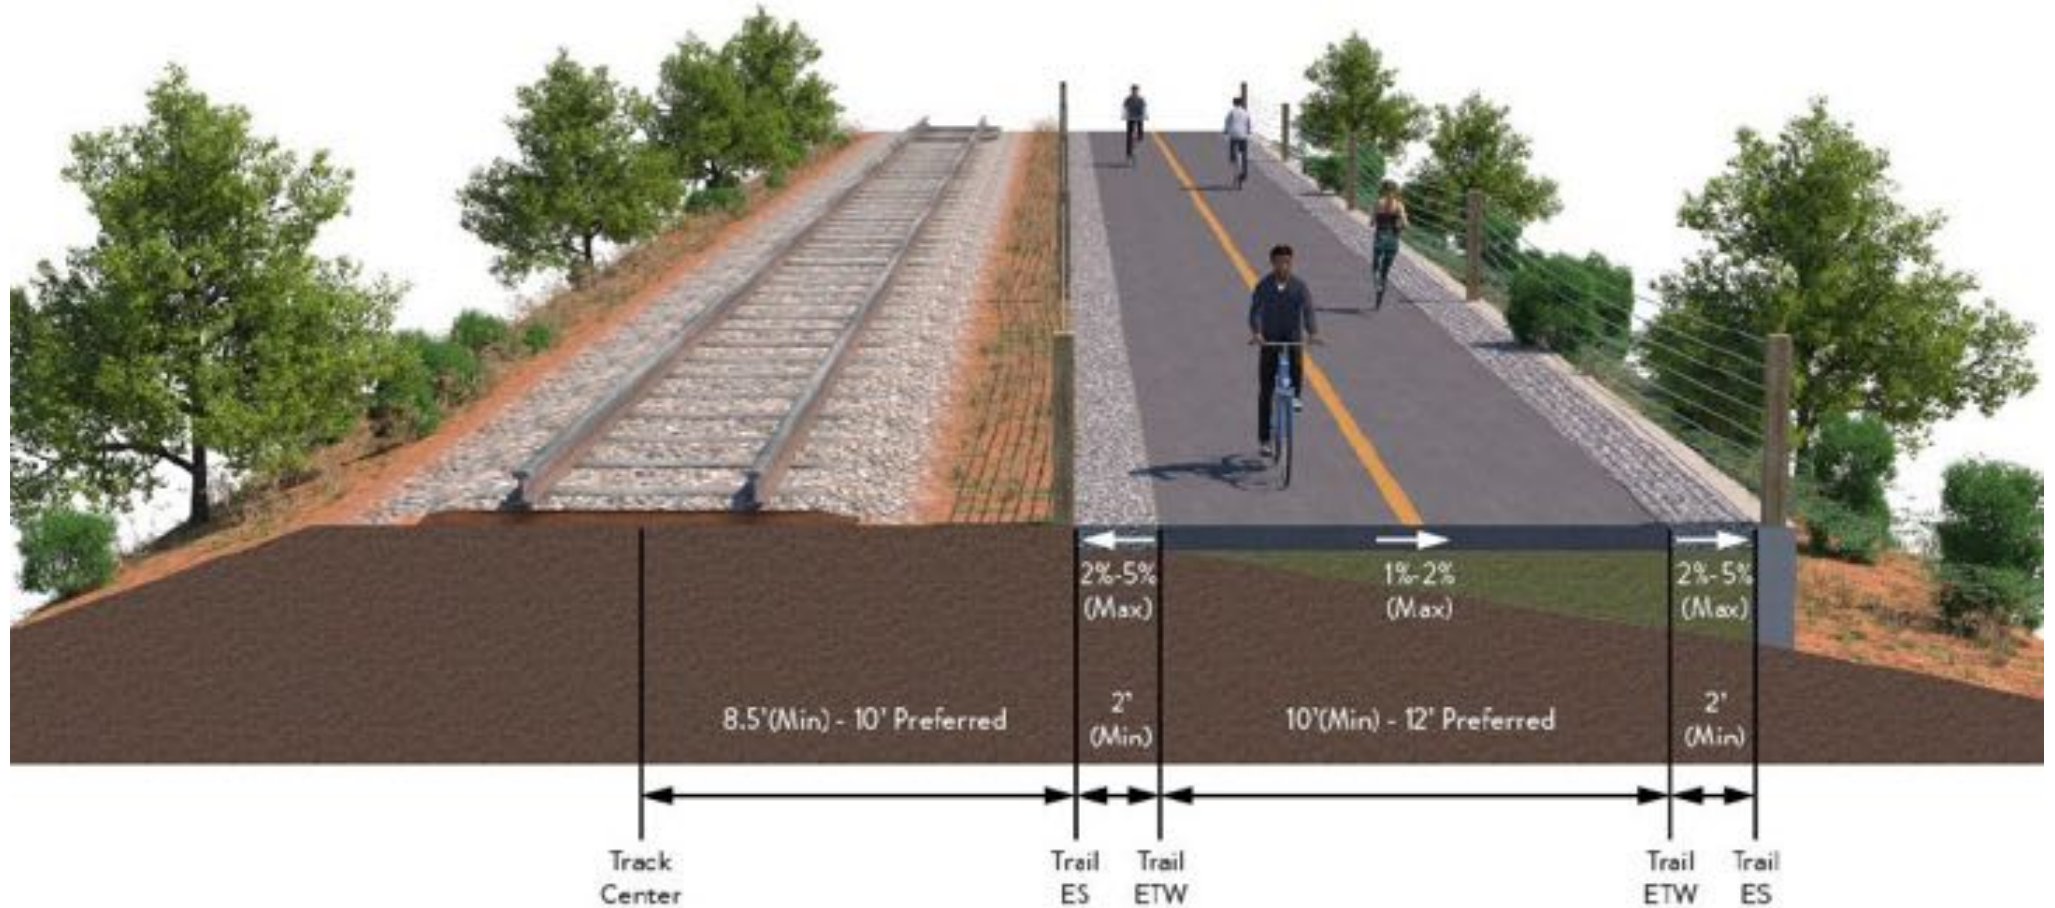 2%-5%
(Max)
1%-2%
(Max)
2%-5%
(Max)
8.5'(Min) - 10' Preferred
2'
(Min)
10'(Min) - 12' Preferred
2'
(Min)
Track
Center
Trail
ES
Trail
ETW
Trail
ETW
Trail
ES